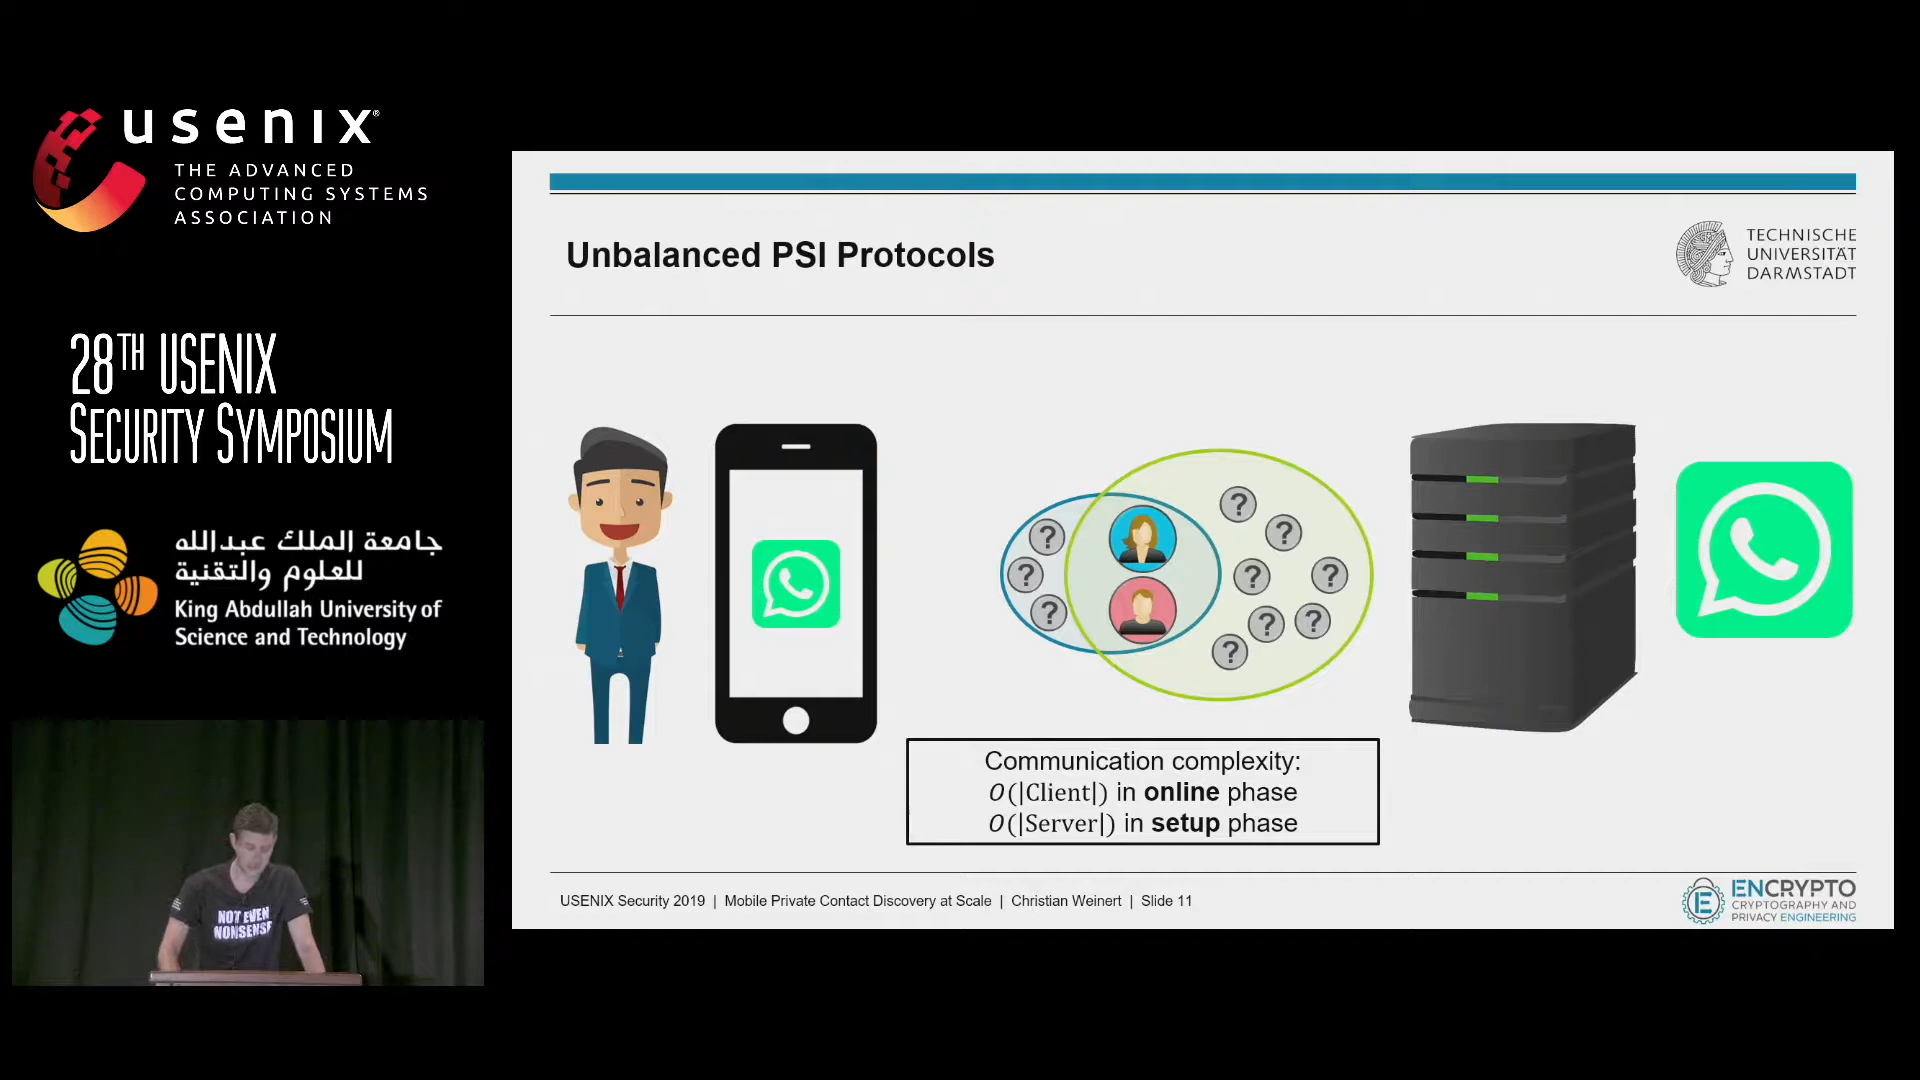 usenix®
THE ADVANCED
COMPUTING SYSTEMS
ASSOCIATION
28TH USENIX
SECURITY SYMPOSIUM
جامعة الملك عبدالله
للعلوم والتقنية
King Abdullah University of
Science and Technology
NOT EVEN
NONSENSE
Unbalanced PSI Protocols
TECHNISCHE
UNIVERSITÄT
DARMSTADT
?
?
?
?
?
?
?
?
?
?
Communication complexity:
O(|Client|) in online phase
O(|Server|) in setup phase
USENIX Security 2019 | Mobile Private Contact Discovery at Scale | Christian Weinert | Slide 11
E
ENCRYPTO
CRYPTOGRAPHY AND
PRIVACY ENGINEERING